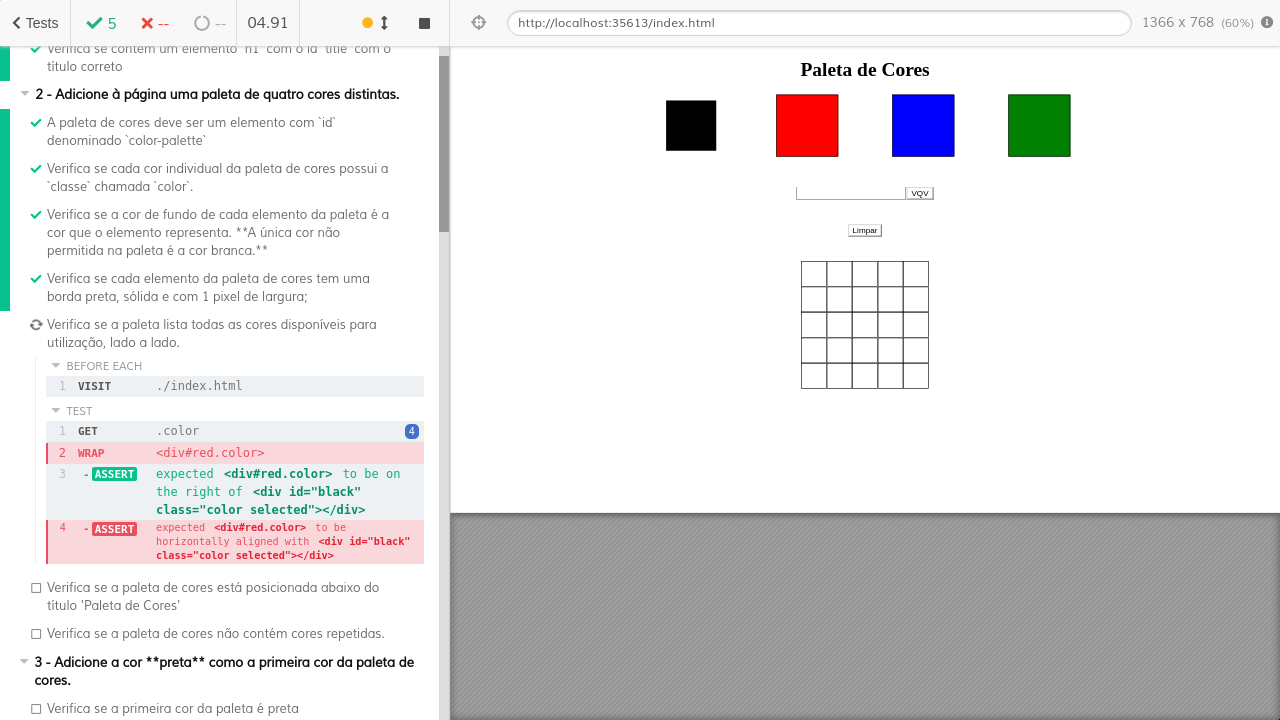 Tests 5 -- -- 04.91 http://localhost:35613/index.html 1366 x 768 (60%)
Verifica se contém um elemento `h1` com o id `title` com o
título correto
2 - Adicione à página uma paleta de quatro cores distintas.
A paleta de cores deve ser um elemento com `id`
denominado `color-palette`
Verifica se cada cor individual da paleta de cores possui a
`classe` chamada `color`.
Verifica se a cor de fundo de cada elemento da paleta é a
cor que o elemento representa. **A única cor não
permitida na paleta é a cor branca.**
Verifica se cada elemento da paleta de cores tem uma
borda preta, sólida e com 1 pixel de largura;
Verifica se a paleta lista todas as cores disponíveis para
utilização, lado a lado.
BEFORE EACH
1 VISIT ./index.html
TEST
1 GET .color 4
2 WRAP <div#red.color>
3 -ASSERT expected <div#red.color> to be on
the right of <div id="black"
class="color selected"></div>
4 -ASSERT expected <div#red.color> to be
horizontally aligned with <div id="black"
class="color selected"></div>
Verifica se a paleta de cores está posicionada abaixo do
título 'Paleta de Cores'
Verifica se a paleta de cores não contém cores repetidas.
3 - Adicione a cor **preta** como a primeira cor da paleta de
cores.
Verifica se a primeira cor da paleta é preta
Paleta de Cores
VQV
Limpar